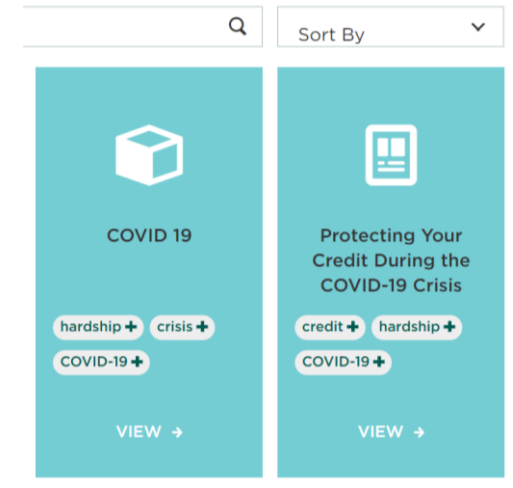 Sort By
COVID 19
hardship + crisis +
COVID-19 +
VIEW →
Protecting Your
Credit During the
COVID-19 Crisis
credit + hardship +
COVID-19 +
VIEW →